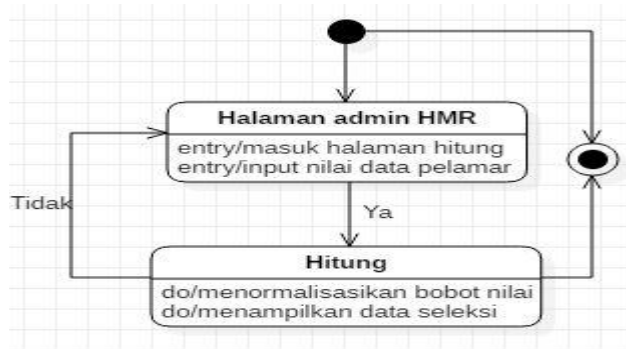 Halaman admin HMR
entry/masuk halaman hitung
entry/input nilai data pelamar
Tidak
Ya
Hitung
do/menormalisasikan bobot nilai
do/menampilkan data seleksi